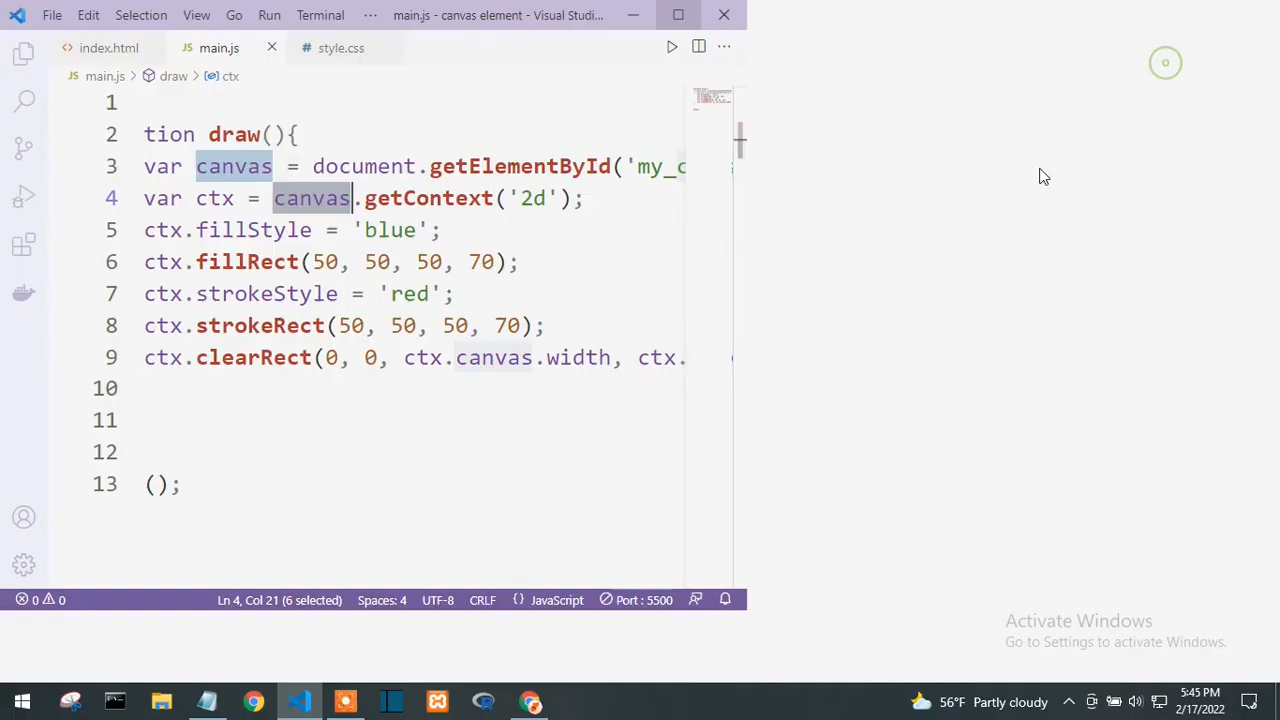 File Edit Selection View Go Run Terminal ··· main.js - canvas element - Visual Studi...
<> index.html JS main.js # style.css ···
JS main.js > draw > ctx
1
2 tion draw(){
3 var canvas = document.getElementById('my_c
4 var ctx = canvas.getContext('2d');
5 ctx.fillStyle = 'blue';
6 ctx.fillRect(50, 50, 50, 70);
7 ctx.strokeStyle = 'red';
8 ctx.strokeRect(50, 50, 50, 70);
9 ctx.clearRect(0, 0, ctx.canvas.width, ctx.
10
11
12
13 ();
0 0 Ln 4, Col 21 (6 selected) Spaces: 4 UTF-8 CRLF {} JavaScript Port : 5500
Activate Windows
Go to Settings to activate Windows.
56°F Partly cloudy 5:45 PM
2/17/2022